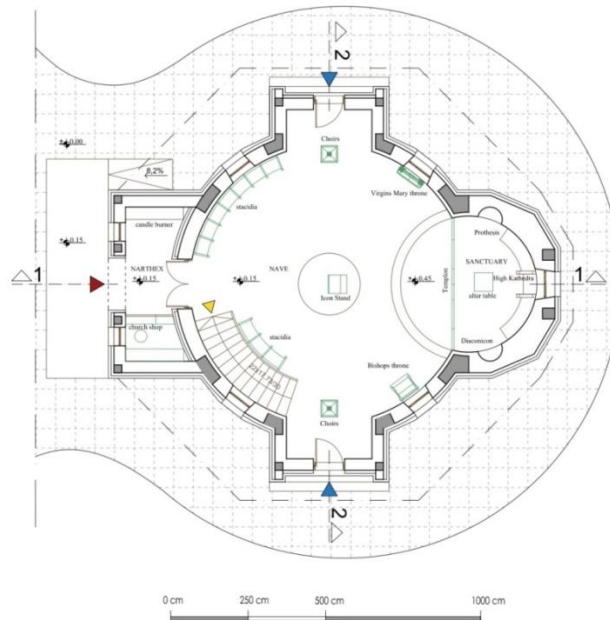 2
Choirs
±±0.00
8,2%
Virgins Mary throne
stacidia
candle burner
Prothesis
±+0.15
NARTHEX
±+0.15
NAVE
±+0.15
±+0.45
Templon
SANCTUARY
High Kathedra
altar table
1
1
Icon Stand
church shop
stacidia
Diaconicon
Bishops throne
Choirs
2
0 cm
250 cm
500 cm
1000 cm